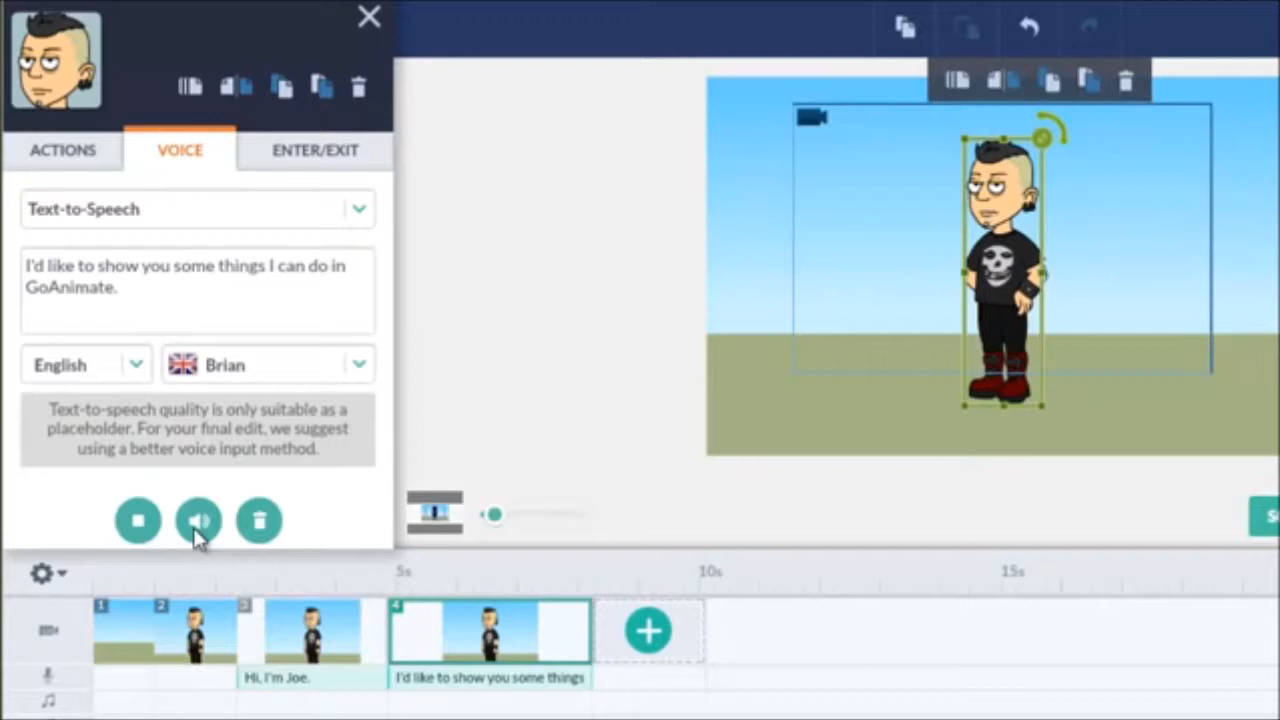 ACTIONS
VOICE
ENTER/EXIT
Text-to-Speech
I'd like to show you some things I can do in
GoAnimate.
English
Brian
Text-to-speech quality is only suitable as a
placeholder. For your final edit, we suggest
using a better voice input method.
5s
10s
15s
1
2
3
4
Hi, I'm Joe.
I'd like to show you some things